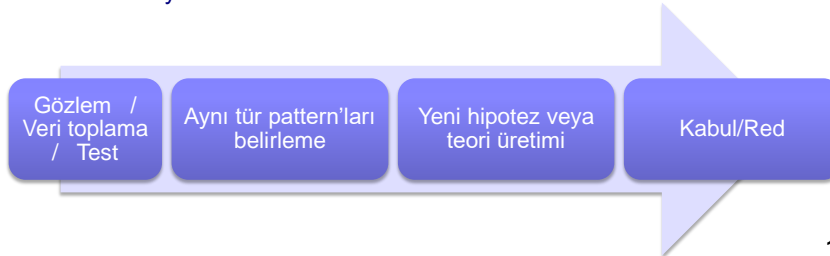 Gözlem /
Veri toplama
/ Test
Aynı tür pattern’ları
belirleme
Yeni hipotez veya
teori üretimi
Kabul/Red